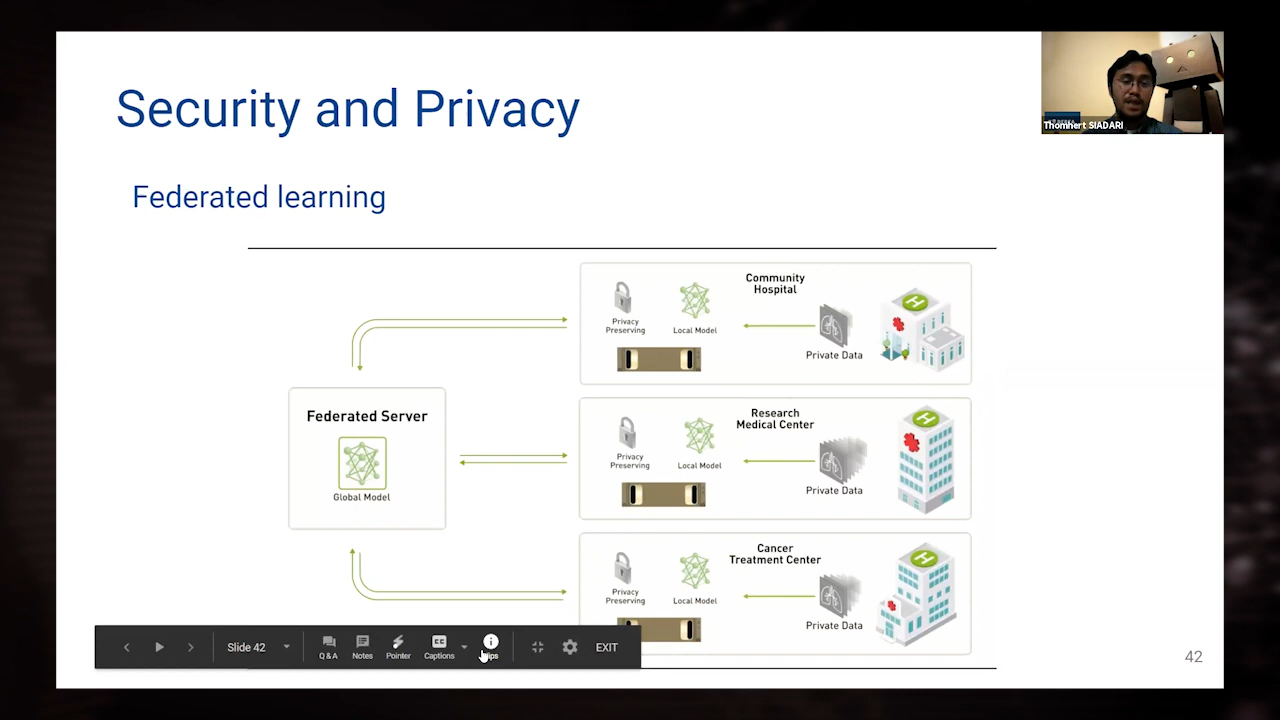 Security and Privacy
Thomhert SIADARI
Federated learning
Community
Hospital
Privacy
Preserving
Local Model
Private Data
H
Federated Server
Global Model
Research
Medical Center
Privacy
Preserving
Local Model
Private Data
H
Cancer
Treatment Center
Privacy
Preserving
Local Model
Private Data
H
Slide 42
Q & A
Notes
Pointer
CC
Captions
EXIT
42